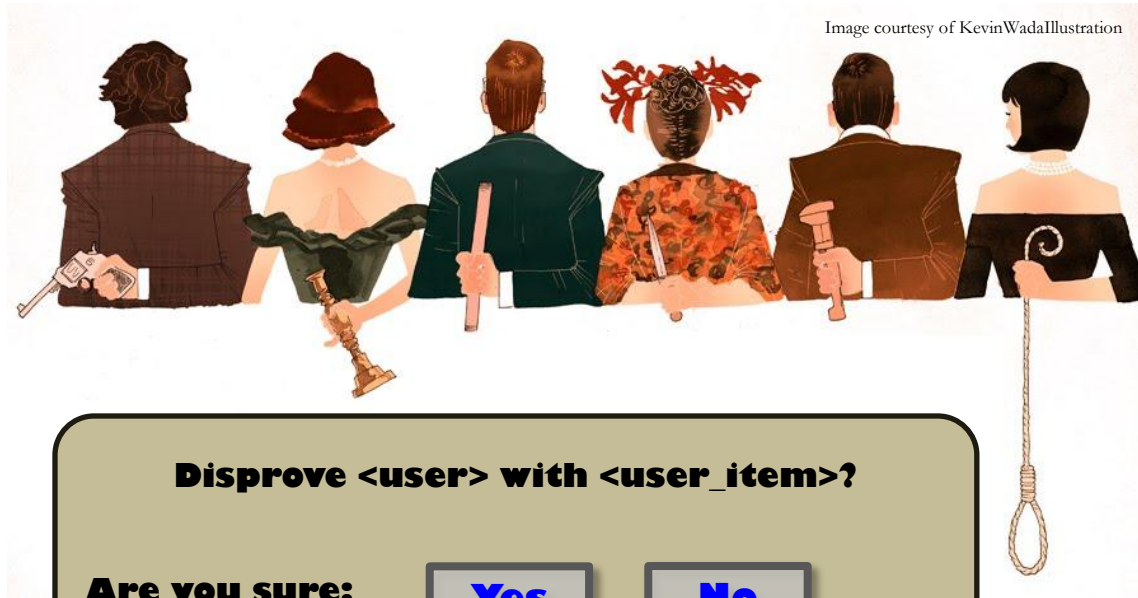 Image courtesy of KevinWadaIllustration
Disprove <user> with <user_item>?
Are you sure: Yes No